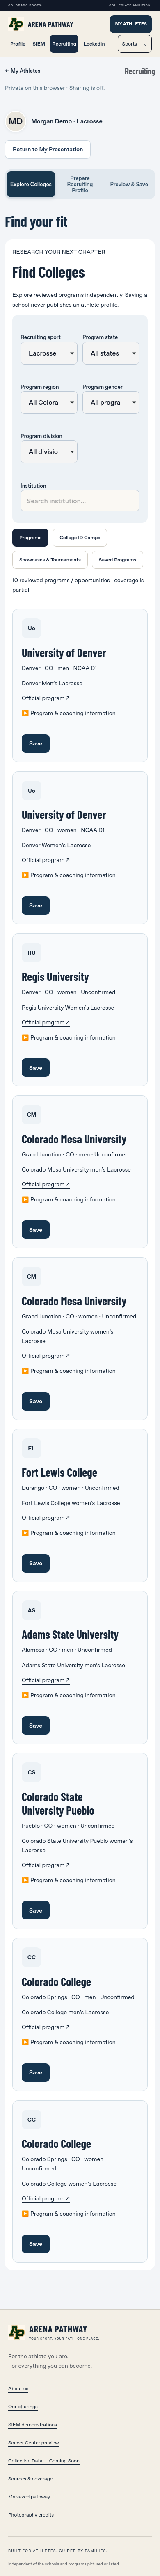 COLORADO ROOTS.
COLLEGIATE AMBITION.
AP ARENA PATHWAY
MY ATHLETES
Profile SIEM Recruiting Lockedin Sports
← My Athletes
Recruiting
Private on this browser · Sharing is off.
MD
Morgan Demo · Lacrosse
Return to My Presentation
Explore Colleges
Prepare Recruiting Profile
Preview & Save
Find your fit
RESEARCH YOUR NEXT CHAPTER
Find Colleges
Explore reviewed programs independently. Saving a
school never publishes an athlete profile.
Recruiting sport
Lacrosse
Program state
All states
Program region
All Colora
Program gender
All progra
Program division
All divisio
Institution
Search institution...
Programs
College ID Camps
Showcases & Tournaments
Saved Programs
10 reviewed programs / opportunities · coverage is
partial
Uo
University of Denver
Denver · CO · men · NCAA D1
Denver Men's Lacrosse
Official program ↗
▶ Program & coaching information
Save
Uo
University of Denver
Denver · CO · women · NCAA D1
Denver Women's Lacrosse
Official program ↗
▶ Program & coaching information
Save
RU
Regis University
Denver · CO · women · Unconfirmed
Regis University Women's Lacrosse
Official program ↗
▶ Program & coaching information
Save
CM
Colorado Mesa University
Grand Junction · CO · men · Unconfirmed
Colorado Mesa University men's Lacrosse
Official program ↗
▶ Program & coaching information
Save
CM
Colorado Mesa University
Grand Junction · CO · women · Unconfirmed
Colorado Mesa University women's
Lacrosse
Official program ↗
▶ Program & coaching information
Save
FL
Fort Lewis College
Durango · CO · women · Unconfirmed
Fort Lewis College women's Lacrosse
Official program ↗
▶ Program & coaching information
Save
AS
Adams State University
Alamosa · CO · men · Unconfirmed
Adams State University men's Lacrosse
Official program ↗
▶ Program & coaching information
Save
CS
Colorado State
University Pueblo
Pueblo · CO · women · Unconfirmed
Colorado State University Pueblo women's
Lacrosse
Official program ↗
▶ Program & coaching information
Save
CC
Colorado College
Colorado Springs · CO · men · Unconfirmed
Colorado College men's Lacrosse
Official program ↗
▶ Program & coaching information
Save
CC
Colorado College
Colorado Springs · CO · women ·
Unconfirmed
Colorado College women's Lacrosse
Official program ↗
▶ Program & coaching information
Save
AP ARENA PATHWAY
YOUR SPORT. YOUR PATH. ONE PLACE.
For the athlete you are.
For everything you can become.
About us
Our offerings
SIEM demonstrations
Soccer Center preview
Collective Data — Coming Soon
Sources & coverage
My saved pathway
Photography credits
BUILT FOR ATHLETES. GUIDED BY FAMILIES.
Independent of the schools and programs pictured or listed.